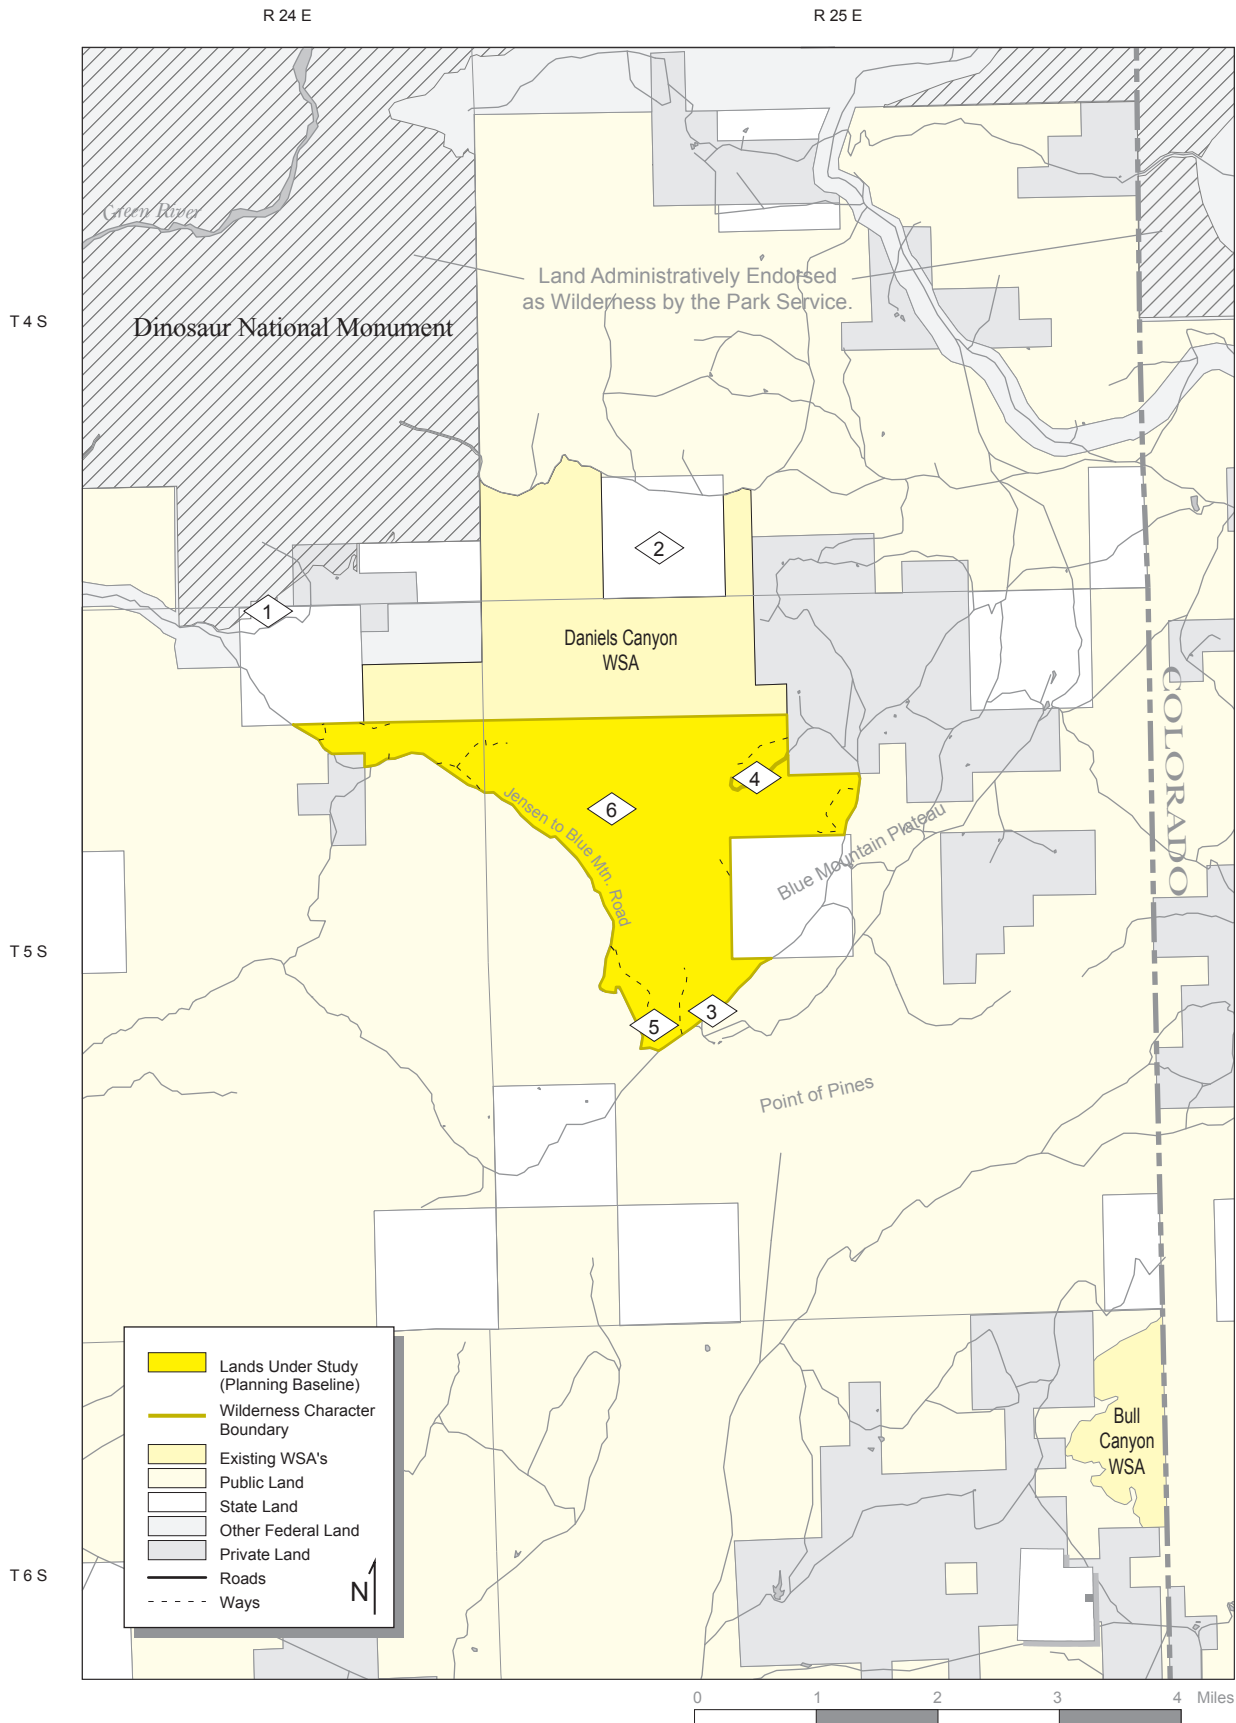 R 24 E
R 25 E
Green River
Land Administratively Endorsed
as Wilderness by the Park Service.
T 4 S
Dinosaur National Monument
2
1
Daniels Canyon
WSA
COLORADO
4
6
Jensen to Blue Mtn. Road
Blue Mountain Plateau
T 5 S
3
5
Point of Pines
Lands Under Study
(Planning Baseline)
Wilderness Character
Boundary
Existing WSA's
Public Land
State Land
Other Federal Land
Private Land
Roads
Ways
N
Bull
Canyon
WSA
T 6 S
0 1 2 3 4 Miles